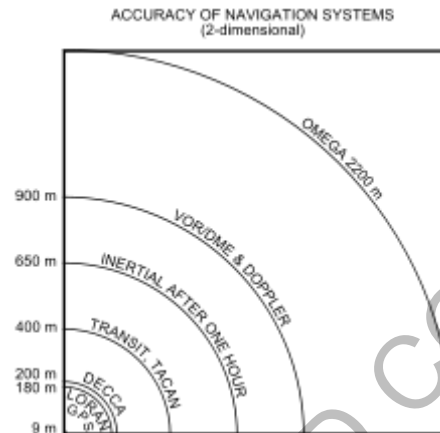 ACCURACY OF NAVIGATION SYSTEMS
(2-dimensional)
OMEGA 2200 m
900 m
VOR/DME & DOPPLER
650 m
INERTIAL AFTER ONE HOUR
400 m
TRANSIT, TACAN
200 m
DECCA
180 m
LORAN
G.P.S
9 m